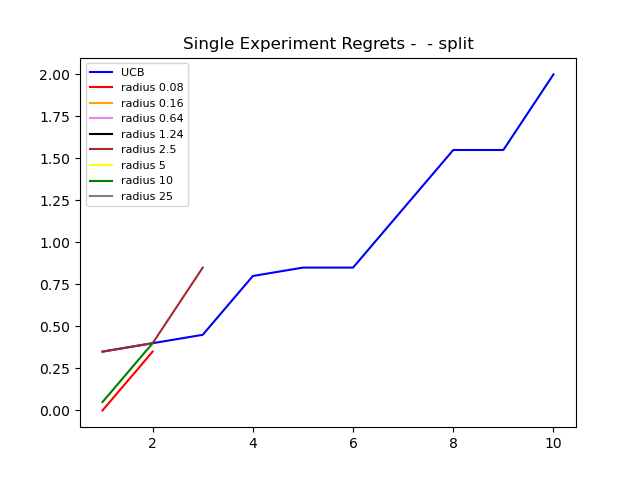 Single Experiment Regrets -  - split
UCB
radius 0.08
radius 0.16
radius 0.64
radius 1.24
radius 2.5
radius 5
radius 10
radius 25
2.00
1.75
1.50
1.25
1.00
0.75
0.50
0.25
0.00
2 4 6 8 10